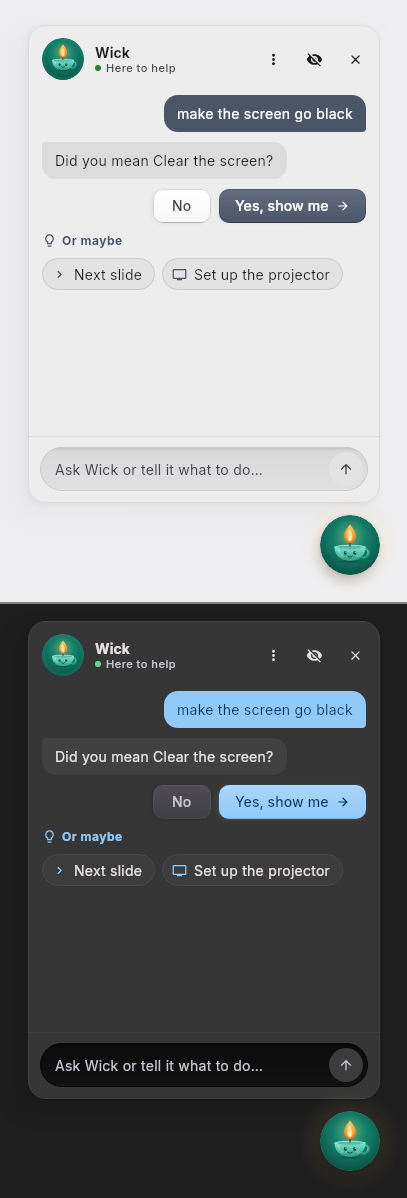 Wick
Here to help
make the screen go black
Did you mean Clear the screen?
No
Yes, show me
Or maybe
Next slide
Set up the projector
Ask Wick or tell it what to do...
Wick
Here to help
make the screen go black
Did you mean Clear the screen?
No
Yes, show me
Or maybe
Next slide
Set up the projector
Ask Wick or tell it what to do...